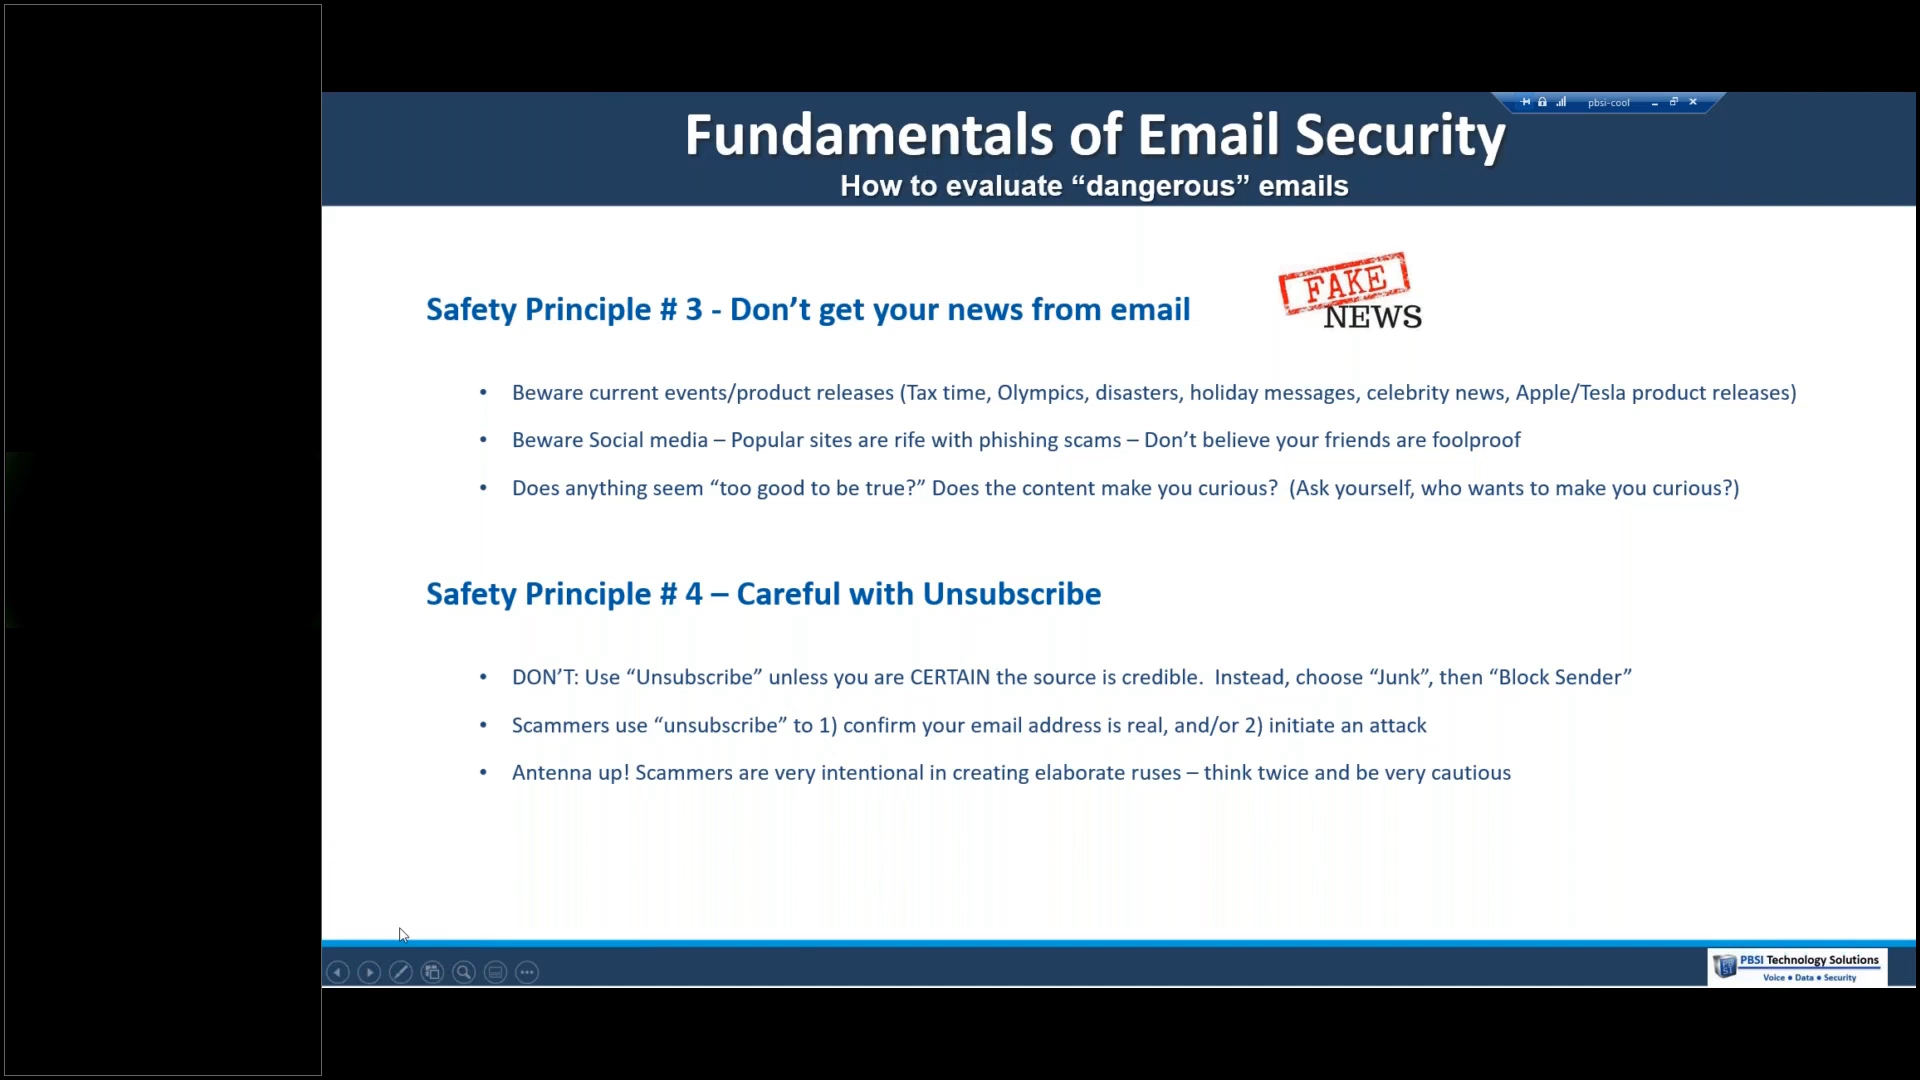 pbsi-cool
Fundamentals of Email Security
How to evaluate “dangerous” emails
Safety Principle # 3 - Don’t get your news from email
FAKE
NEWS
• Beware current events/product releases (Tax time, Olympics, disasters, holiday messages, celebrity news, Apple/Tesla product releases)
• Beware Social media – Popular sites are rife with phishing scams – Don’t believe your friends are foolproof
• Does anything seem “too good to be true?” Does the content make you curious?  (Ask yourself, who wants to make you curious?)
Safety Principle # 4 – Careful with Unsubscribe
• DON’T: Use “Unsubscribe” unless you are CERTAIN the source is credible.  Instead, choose “Junk”, then “Block Sender”
• Scammers use “unsubscribe” to 1) confirm your email address is real, and/or 2) initiate an attack
• Antenna up! Scammers are very intentional in creating elaborate ruses – think twice and be very cautious
PBSI Technology Solutions
Voice • Data • Security